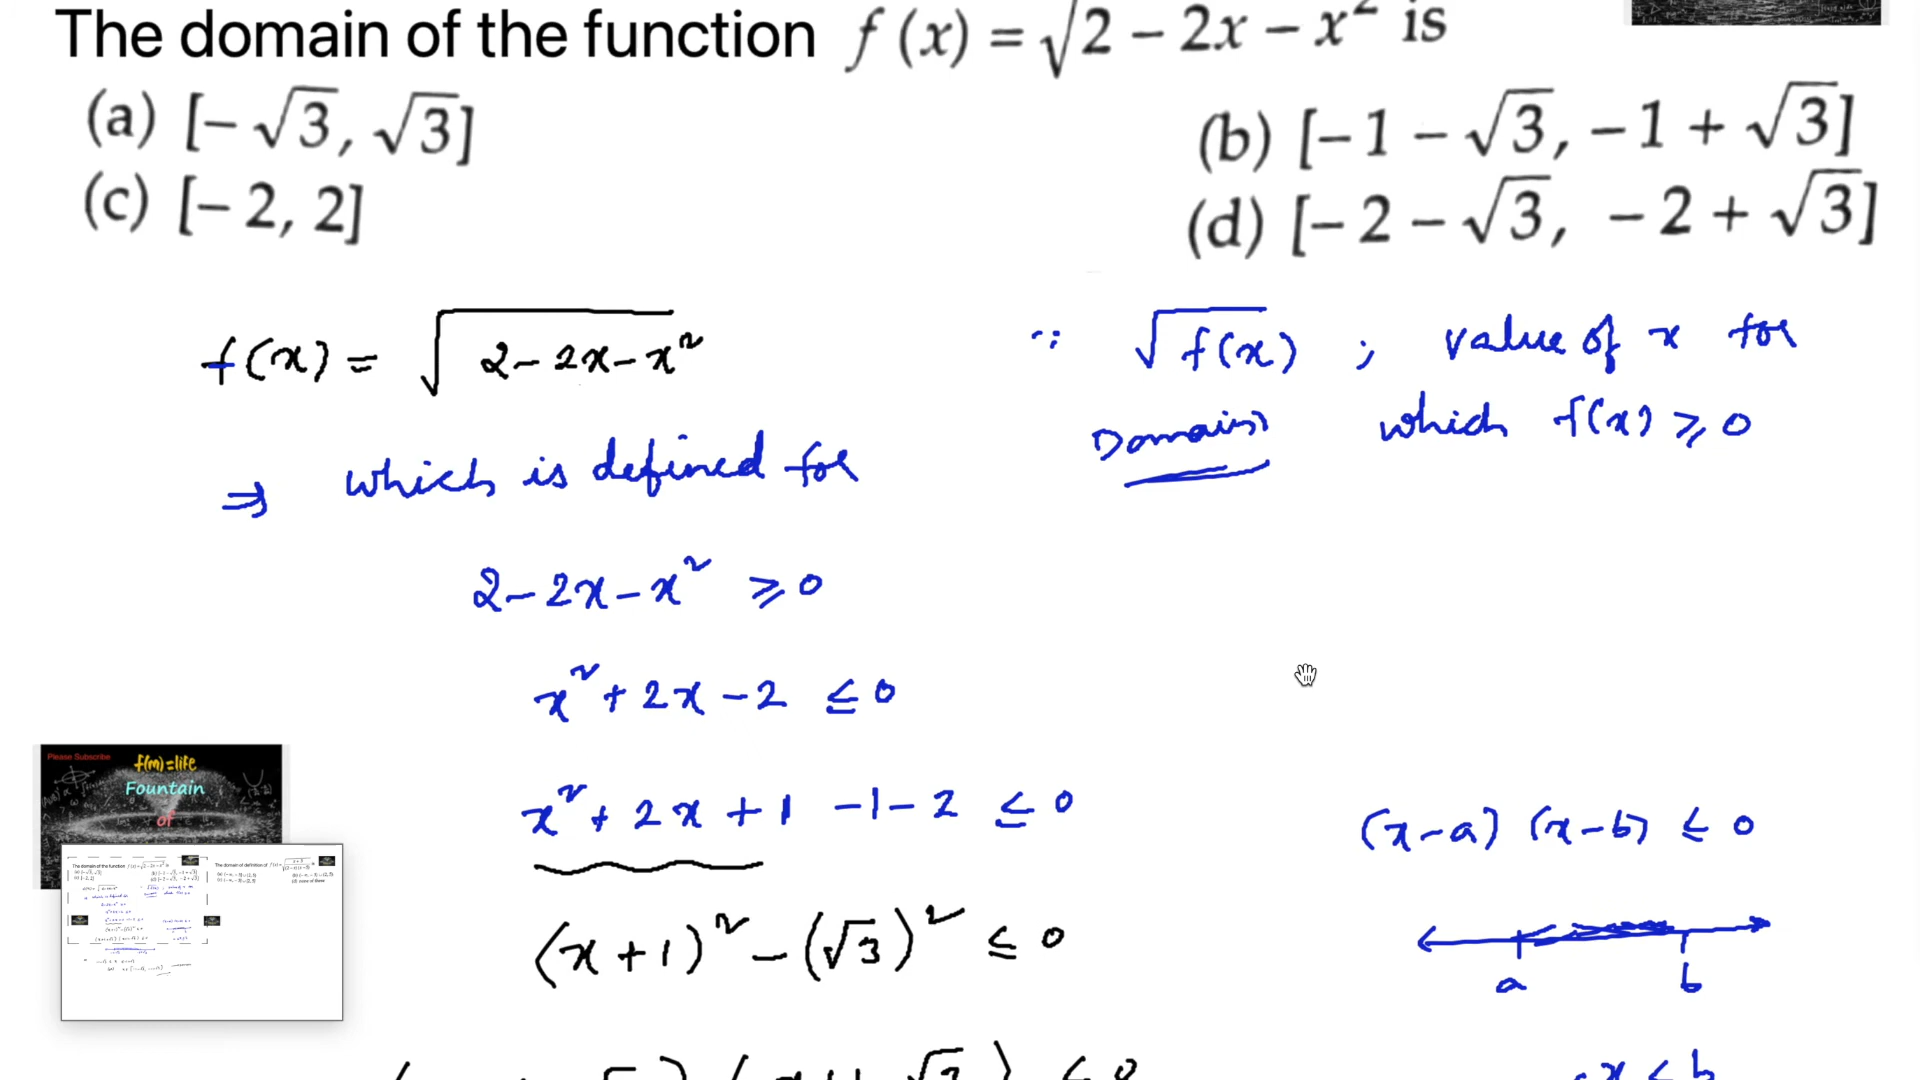 The domain of the function f (x) = √2 − 2x − x² is
(a) [− √3, √3]
(b) [− 1 − √3, − 1 + √3]
(c) [− 2, 2]
(d) [− 2 − √3, − 2 + √3]
f(x) = √2 − 2x − x²
∵ √f(x) ; value of x for
Domain: which f(x) ≥ 0
⇒ which is defined for
2 − 2x − x² ≥ 0
x² + 2x − 2 ≤ 0
x² + 2x + 1 − 1 − 2 ≤ 0
(x − a) (x − b) ≤ 0
(x + 1)² − (√3)² ≤ 0
a b
Please Subscribe
f(m)=life
Fountain
of